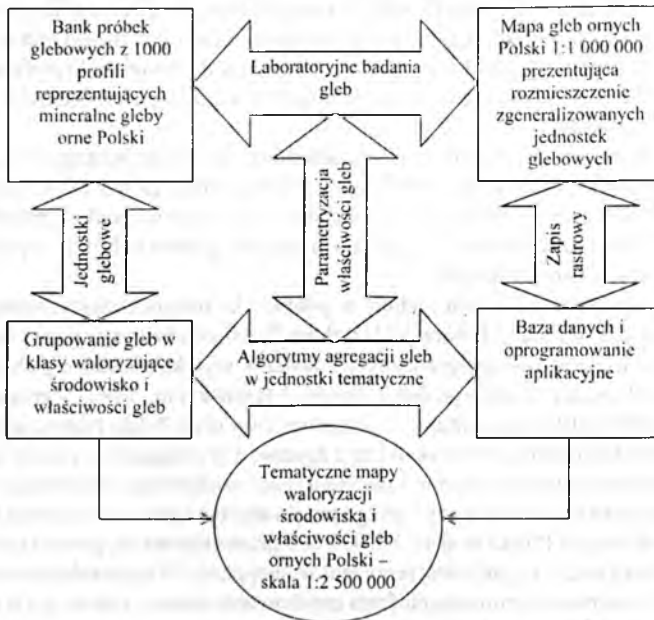 Bank próbek
glebowych z 1000
profili
reprezentujących
mineralne gleby
orne Polski
Laboratoryjne badania
gleb
Mapa gleb ornych
Polski 1:1 000 000
prezentująca
rozmieszczenie
zgeneralizowanych
jednostek
glebowych
Jednostki
glebowe
Parametryzacja
właściwości gleb
Zapis
rastrowy
Grupowanie gleb w
klasy waloryzujące
środowisko i
właściwości gleb
Algorytmy agregacji gleb
w jednostki tematyczne
Baza danych i
oprogramowanie
aplikacyjne
Tematyczne mapy
waloryzacji
środowiska i
właściwości gleb
ornych Polski –
skala 1:2 500 000